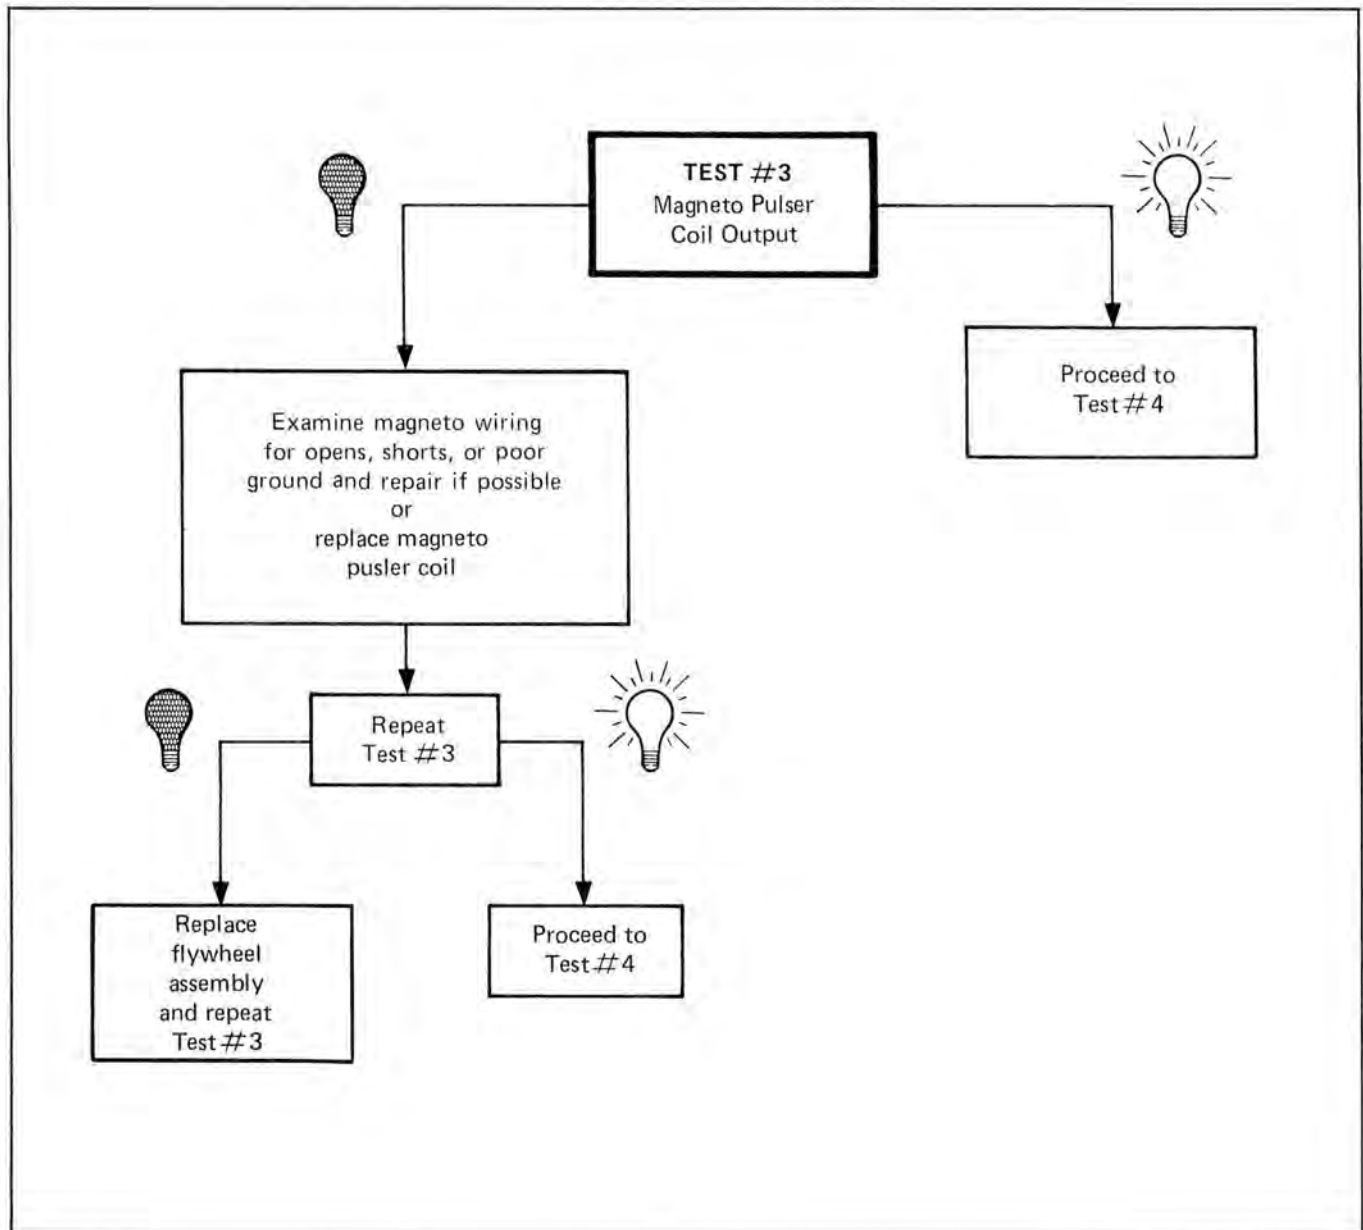 TEST #3
Magneto Pulser
Coil Output
Proceed to
Test #4
Examine magneto wiring
for opens, shorts, or poor
ground and repair if possible
or
replace magneto
pusler coil
Repeat
Test #3
Replace
flywheel
assembly
and repeat
Test #3
Proceed to
Test #4